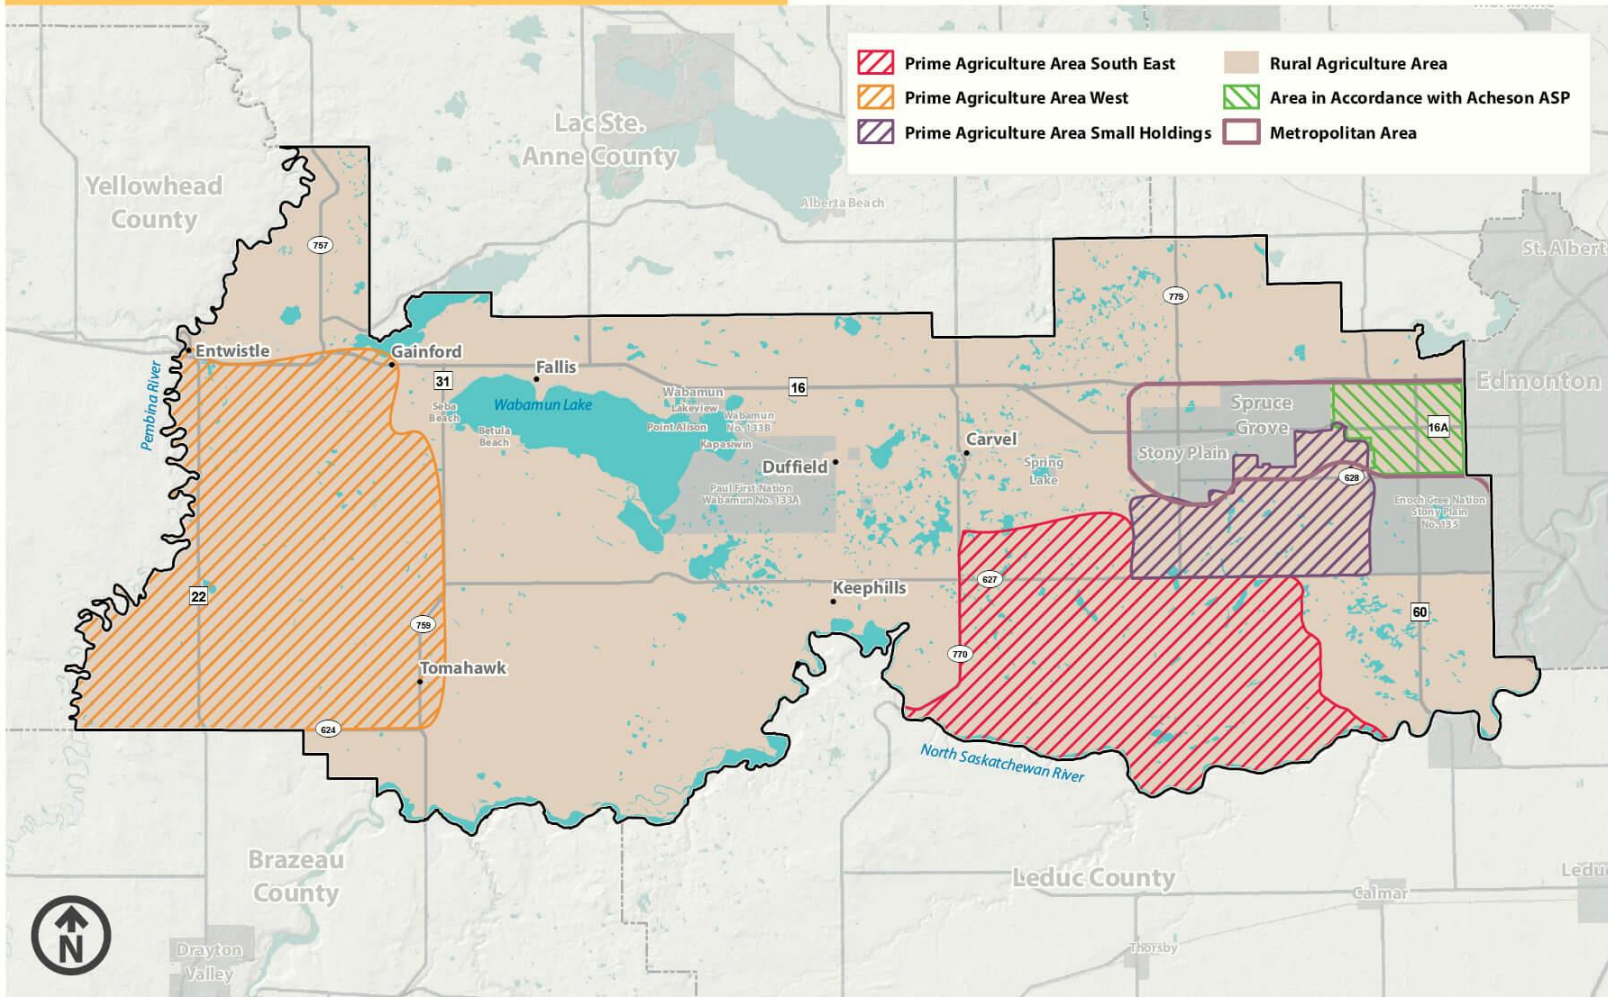 Prime Agriculture Area South East
Prime Agriculture Area West
Prime Agriculture Area Small Holdings
Rural Agriculture Area
Area in Accordance with Acheson ASP
Metropolitan Area
Lac Ste.
Anne County
Yellowhead
County
Alberta Beach
St. Albert
757
779
Entwistle
Gainford
Fallis
31
16
Edmonton
Pembina River
Wabamun Lake
Seba
Beach
Betula
Beach
Wabamun
Lakeview
Point Alison
Wabamun
No. 133B
Kapasiwin
Spruce
Grove
16A
Carvel
Stony Plain
Duffield
Spring
Lake
628
Paul First Nation
Wabamun No. 133A
Enoch Cree Nation
Stony Plain
No. 135
22
627
Keephills
60
759
770
Tomahawk
624
North Saskatchewan River
Brazeau
County
Leduc County
Calmar
Drayton
Valley
Thorsby
N